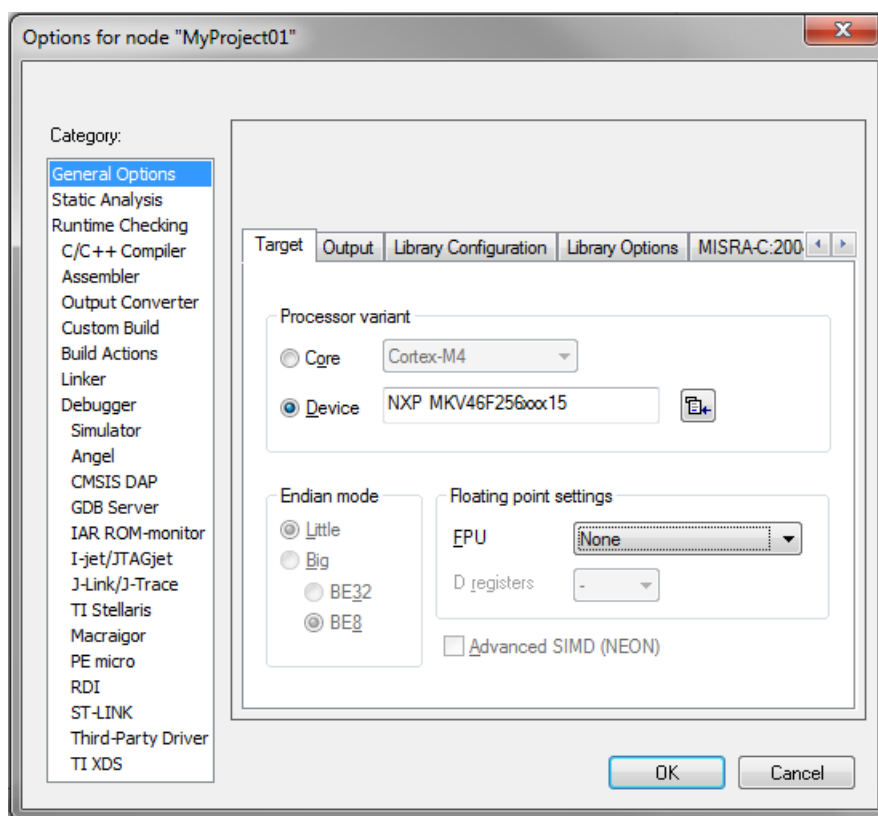 Options for node "MyProject01"
X
Category:
General Options
Static Analysis
Runtime Checking
C/C++ Compiler
Assembler
Output Converter
Custom Build
Build Actions
Linker
Debugger
Simulator
Angel
CMSIS DAP
GDB Server
IAR ROM-monitor
I-jet/JTAGjet
J-Link/J-Trace
TI Stellaris
Macraigor
PE micro
RDI
ST-LINK
Third-Party Driver
TI XDS
Target Output Library Configuration Library Options MISRA-C:200
Processor variant
Core Cortex-M4
Device NXP MKV46F256xxx15
Endian mode
Little
Big
BE32
BE8
Floating point settings
FPU None
D registers -
Advanced SIMD (NEON)
OK Cancel